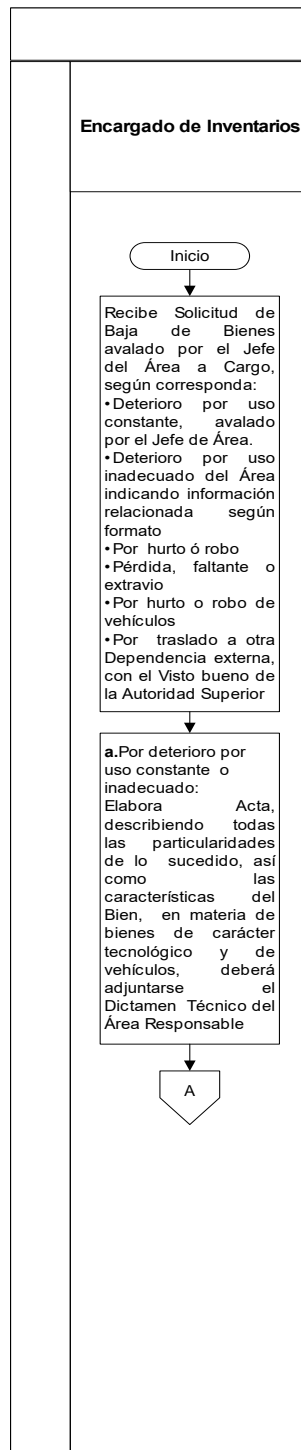 Encargado de Inventarios
Inicio
Recibe Solicitud de
Baja de Bienes
avalado por el Jefe
del Área a Cargo,
según corresponda:
•Deterioro por uso
constante, avalado
por el Jefe de Área.
•Deterioro por uso
inadecuado del Área
indicando información
relacionada según
formato
•Por hurto ó robo
•Pérdida, faltante o
extravio
•Por hurto o robo de
vehículos
•Por traslado a otra
Dependencia externa,
con el Visto bueno de
la Autoridad Superior
a.Por deterioro por
uso constante o
inadecuado:
Elabora Acta,
describiendo todas
las particularidades
de lo sucedido, así
como las
características del
Bien, en materia de
bienes de carácter
tecnológico y de
vehículos, deberá
adjuntarse el
Dictamen Técnico del
Área Responsable
A